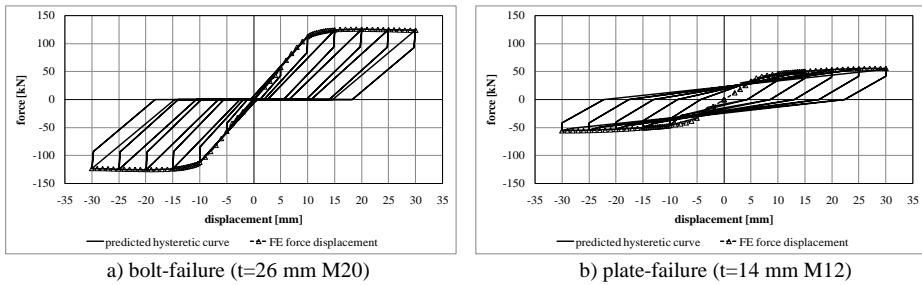 150
100
50
0
-50
-100
-150
force [kN]
-35 -30 -25 -20 -15 -10 -5 0 5 10 15 20 25 30 35
displacement [mm]
predicted hysteretic curve FE force displacement
a) bolt-failure (t=26 mm M20)
150
100
50
0
-50
-100
-150
force [kN]
-35 -30 -25 -20 -15 -10 -5 0 5 10 15 20 25 30 35
displacement [mm]
predicted hysteretic curve FE force displacement
b) plate-failure (t=14 mm M12)